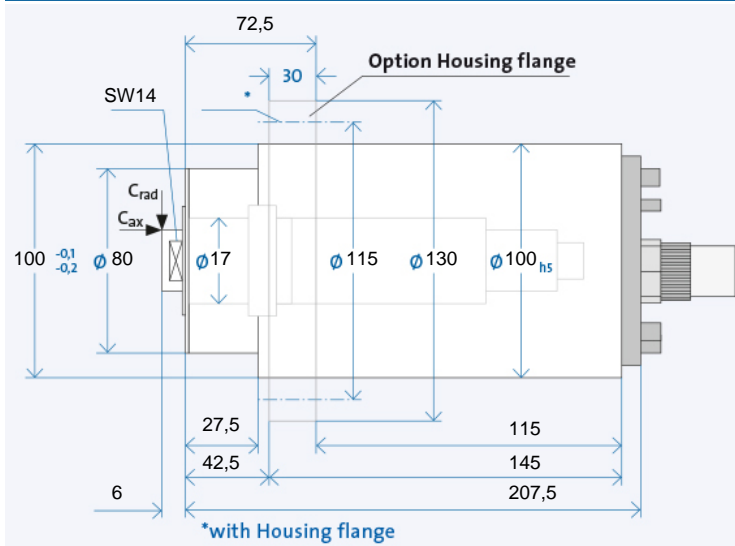 72,5
Option Housing flange
30
SW14
*
Crad
Cax
100 -0,1 -0,2
ϕ 80
ϕ 17
ϕ 115
ϕ 130
ϕ 100 h5
27,5
115
42,5
145
6
207,5
*with Housing flange